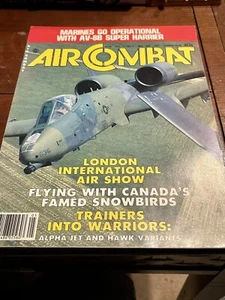 MARINES GO OPERATIONAL
WITH AV-8B SUPER HARRIER
AIR COMBAT
LONDON
INTERNATIONAL
AIR SHOW
FLYING WITH CANADA'S
FAMED SNOWBIRDS
TRAINERS
INTO WARRIORS:
ALPHA JET AND HAWK VARIANTS